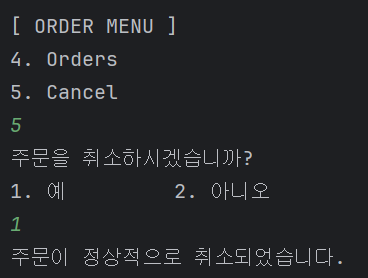 [ ORDER MENU ]
4. Orders
5. Cancel
5
주문을 취소하시겠습니까?
1. 예 2. 아니오
1
주문이 정상적으로 취소되었습니다.